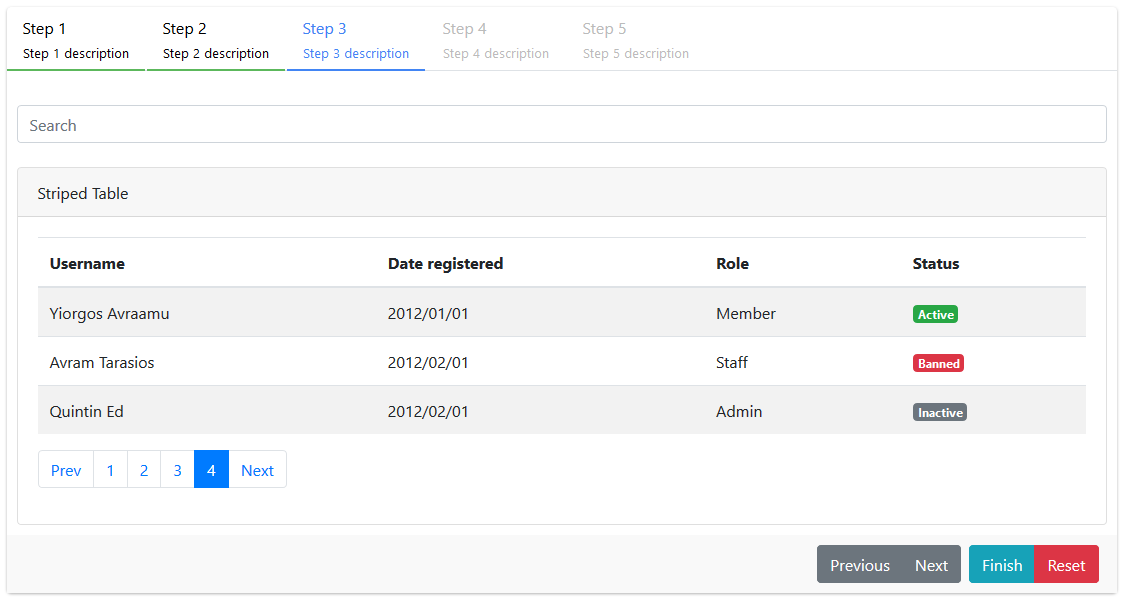 Step 1 Step 2 Step 3 Step 4 Step 5
Step 1 description Step 2 description Step 3 description Step 4 description Step 5 description
Search
Striped Table
Username Date registered Role Status
Yiorgos Avraamu 2012/01/01 Member Active
Avram Tarasios 2012/02/01 Staff Banned
Quintin Ed 2012/02/01 Admin Inactive
Prev 1 2 3 4 Next
Previous Next Finish Reset